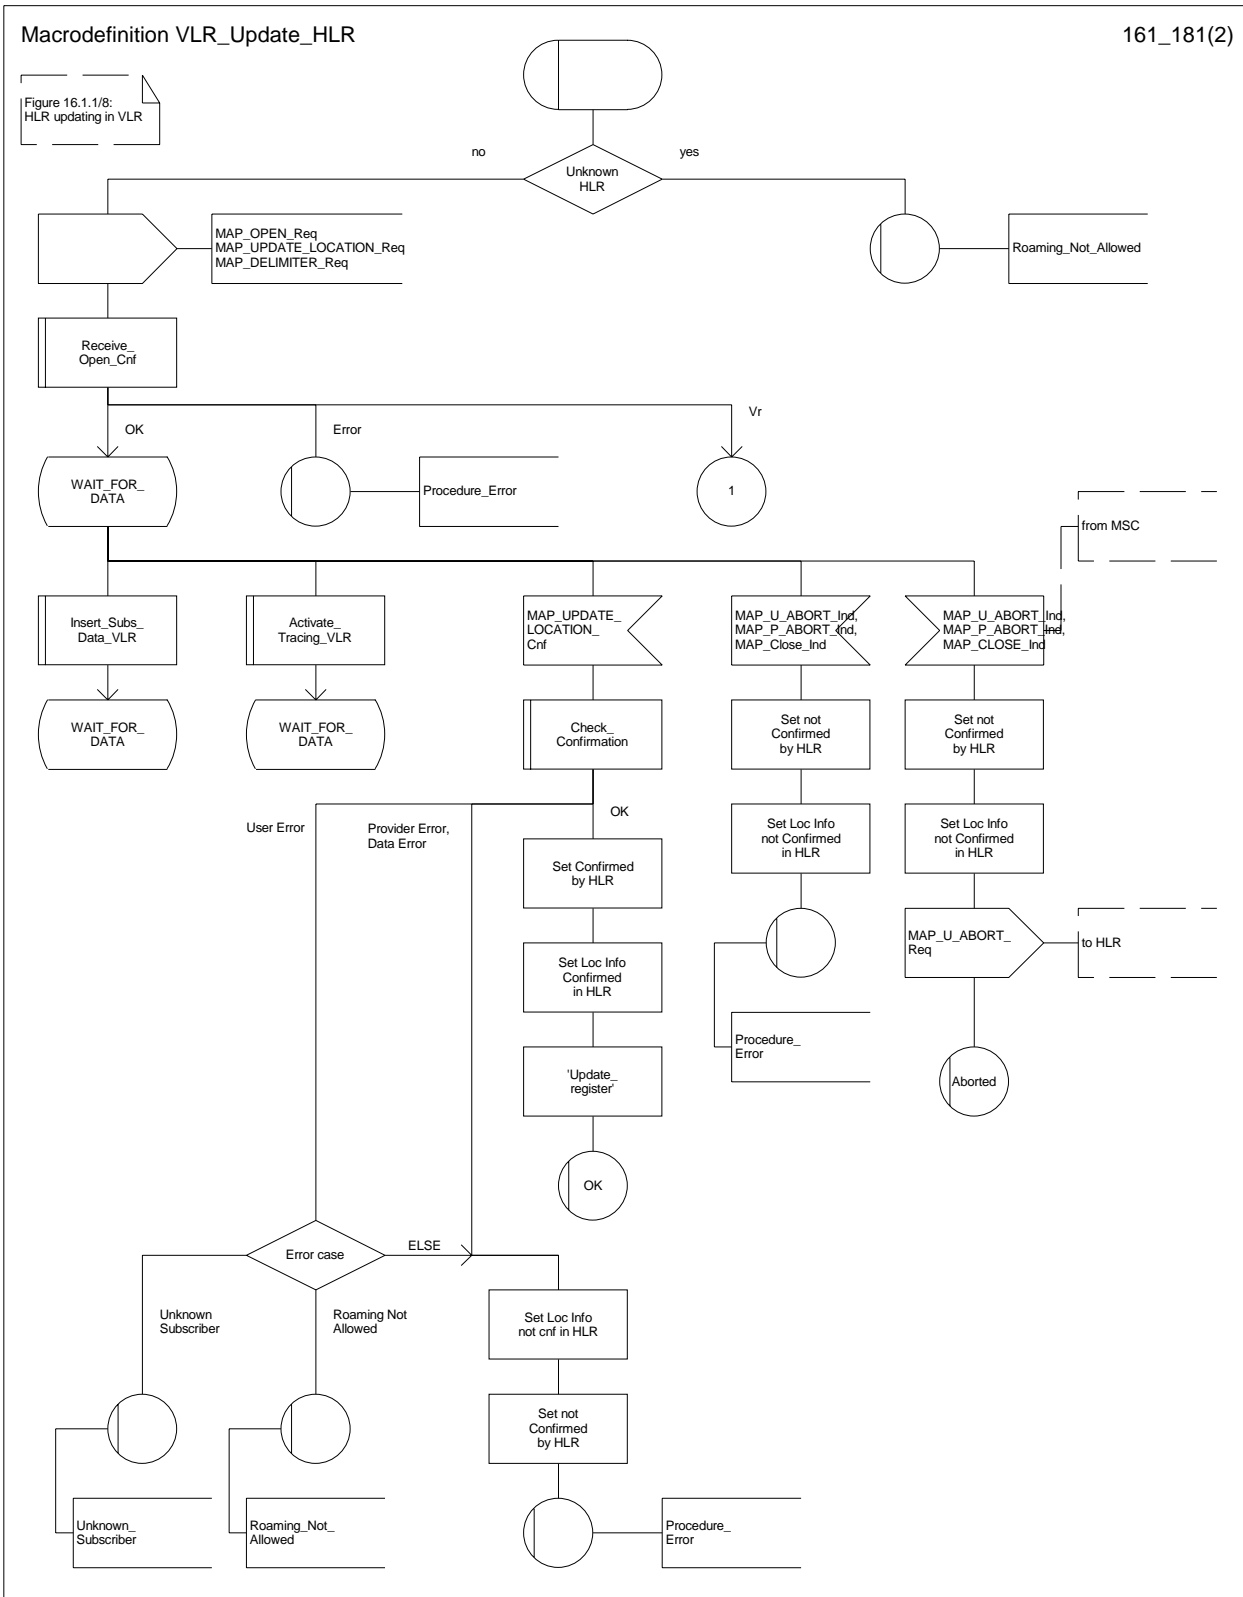 Macrodefinition VLR_Update_HLR
161_181(2)
Figure 16.1.1/8:
HLR updating in VLR
no
yes
Unknown
HLR
MAP_OPEN_Req
MAP_UPDATE_LOCATION_Req
MAP_DELIMITER_Req
Roaming_Not_Allowed
Receive_
Open_Cnf
OK
Error
Vr
WAIT_FOR_
DATA
Procedure_Error
1
from MSC
Insert_Subs_
Data_VLR
Activate_
Tracing_VLR
MAP_UPDATE_
LOCATION_
Cnf
MAP_U_ABORT_Ind,
MAP_P_ABORT_Ind,
MAP_Close_Ind
MAP_U_ABORT_Ind,
MAP_P_ABORT_Ind,
MAP_CLOSE_Ind
WAIT_FOR_
DATA
WAIT_FOR_
DATA
Check_
Confirmation
Set not
Confirmed
by HLR
Set not
Confirmed
by HLR
User Error
Provider Error,
Data Error
OK
Set Confirmed
by HLR
Set Loc Info
not Confirmed
in HLR
Set Loc Info
not Confirmed
in HLR
Set Loc Info
Confirmed
in HLR
MAP_U_ABORT_
Req
to HLR
Procedure_
Error
'Update_
register'
Aborted
OK
Error case
ELSE
Unknown
Subscriber
Roaming Not
Allowed
Set Loc Info
not cnf in HLR
Set not
Confirmed
by HLR
Unknown_
Subscriber
Roaming_Not_
Allowed
Procedure_
Error